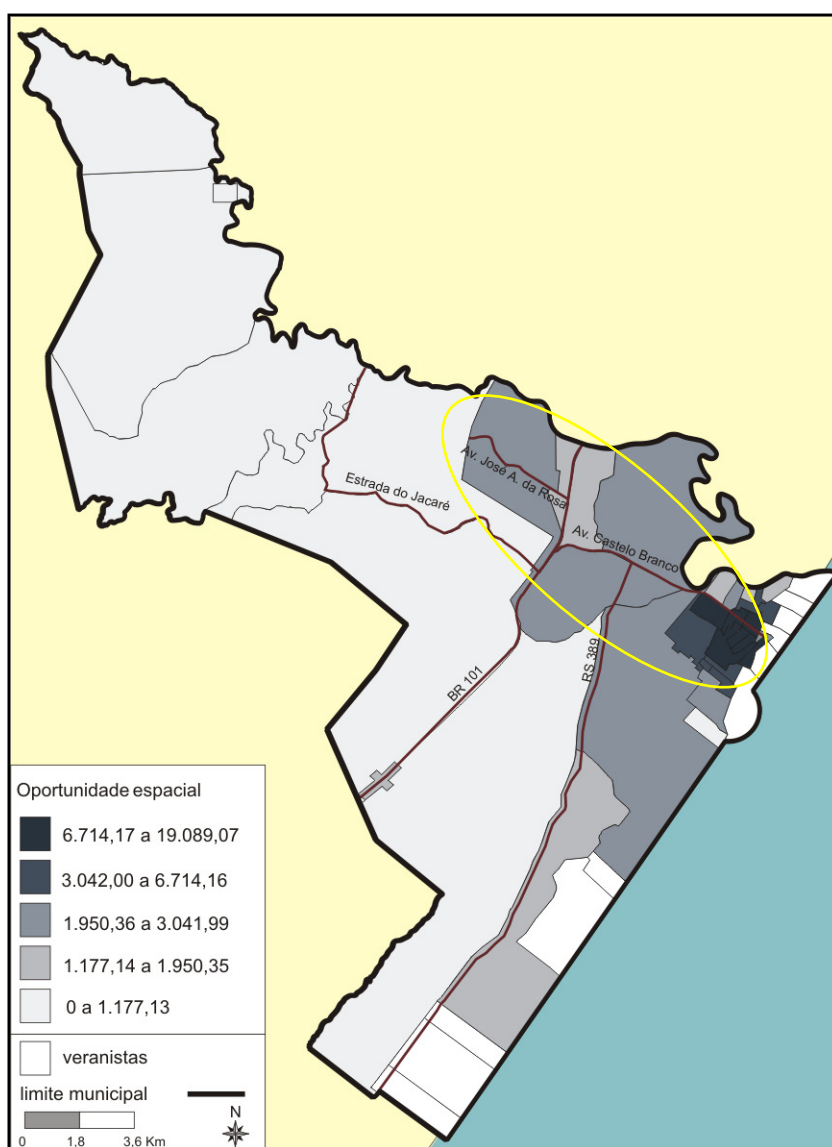 Av. José A. da Rosa
Estrada do Jacaré
Av. Castelo Branco
BR 101
RS 389
Oportunidade espacial
6.714,17 a 19.089,07
3.042,00 a 6.714,16
1.950,36 a 3.041,99
1.177,14 a 1.950,35
0 a 1.177,13
veranistas
limite municipal
N
0 1,8 3,6 Km